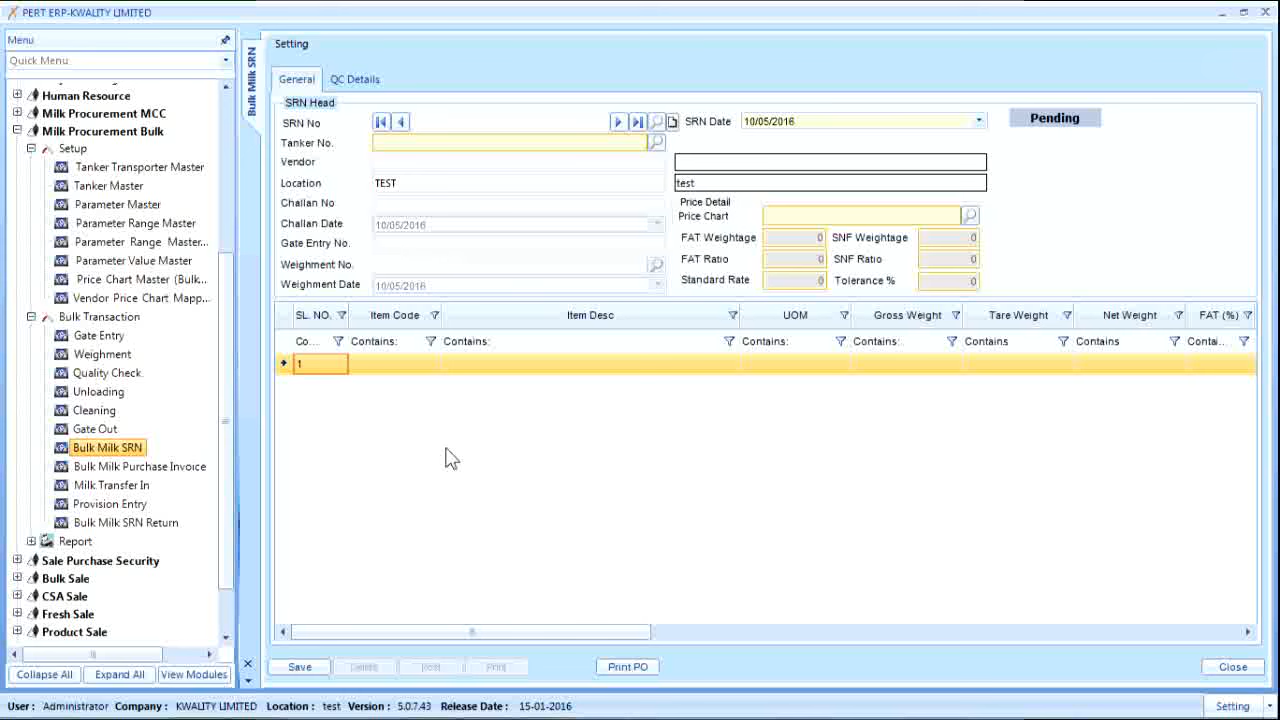 PERT ERP-KWALITY LIMITED
Menu
Quick Menu
Human Resource
Milk Procurement MCC
Milk Procurement Bulk
Setup
Tanker Transporter Master
Tanker Master
Parameter Master
Parameter Range Master
Parameter Range Master...
Parameter Value Master
Price Chart Master (Bulk...
Vendor Price Chart Mapp...
Bulk Transaction
Gate Entry
Weighment
Quality Check
Unloading
Cleaning
Gate Out
Bulk Milk SRN
Bulk Milk Purchase Invoice
Milk Transfer In
Provision Entry
Bulk Milk SRN Return
Report
Sale Purchase Security
Bulk Sale
CSA Sale
Fresh Sale
Product Sale
Collapse All Expand All View Modules
Bulk Milk SRN
Setting
General QC Details
SRN Head
SRN No SRN Date 10/05/2016 Pending
Tanker No.
Vendor
Location TEST test
Challan No
Challan Date 10/05/2016
Gate Entry No.
Weighment No.
Weighment Date 10/05/2016
Price Detail
Price Chart
FAT Weightage 0 SNF Weightage 0
FAT Ratio 0 SNF Ratio 0
Standard Rate 0 Tolerance % 0
SL. NO. Item Code Item Desc UOM Gross Weight Tare Weight Net Weight FAT (%)
Co... Contains: Contains: Contains: Contains: Contains Contains Contai...
1
Save Delete Post Print Print PO Close
User : Administrator Company : KWALITY LIMITED Location : test Version : 5.0.7.43 Release Date : 15-01-2016 Setting